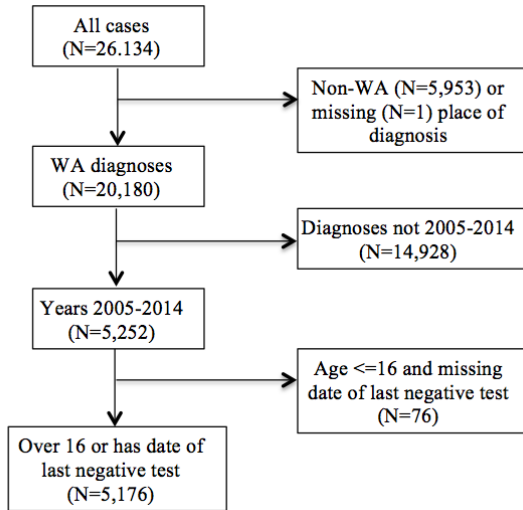 All cases
(N=26.134)
Non-WA (N=5,953) or
missing (N=1) place of
diagnosis
WA diagnoses
(N=20,180)
Diagnoses not 2005-2014
(N=14,928)
Years 2005-2014
(N=5,252)
Age <=16 and missing
date of last negative test
(N=76)
Over 16 or has date of
last negative test
(N=5,176)